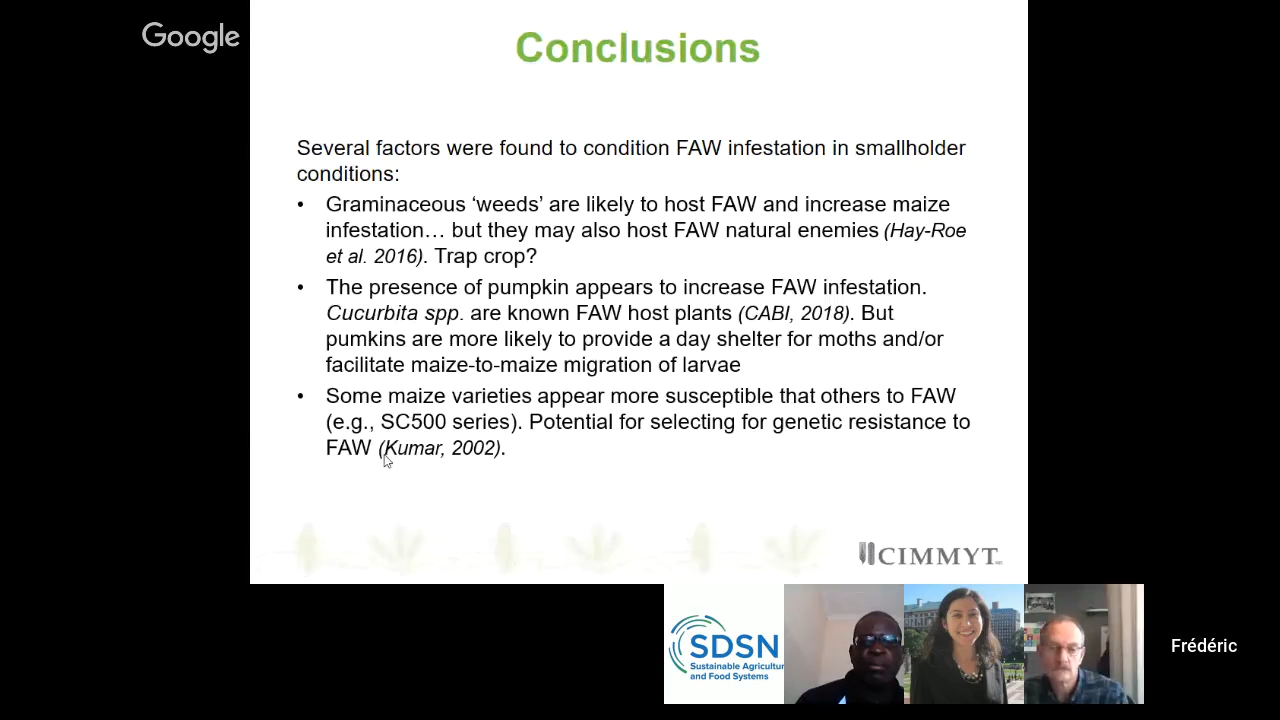 Google
Conclusions
Several factors were found to condition FAW infestation in smallholder
conditions:
• Graminaceous ‘weeds’ are likely to host FAW and increase maize
infestation… but they may also host FAW natural enemies (Hay-Roe
et al. 2016). Trap crop?
• The presence of pumpkin appears to increase FAW infestation.
Cucurbita spp. are known FAW host plants (CABI, 2018). But
pumkins are more likely to provide a day shelter for moths and/or
facilitate maize-to-maize migration of larvae
• Some maize varieties appear more susceptible that others to FAW
(e.g., SC500 series). Potential for selecting for genetic resistance to
FAW (Kumar, 2002).
CIMMYT
SDSN
Sustainable Agricultur
and Food Systems
Frédéric